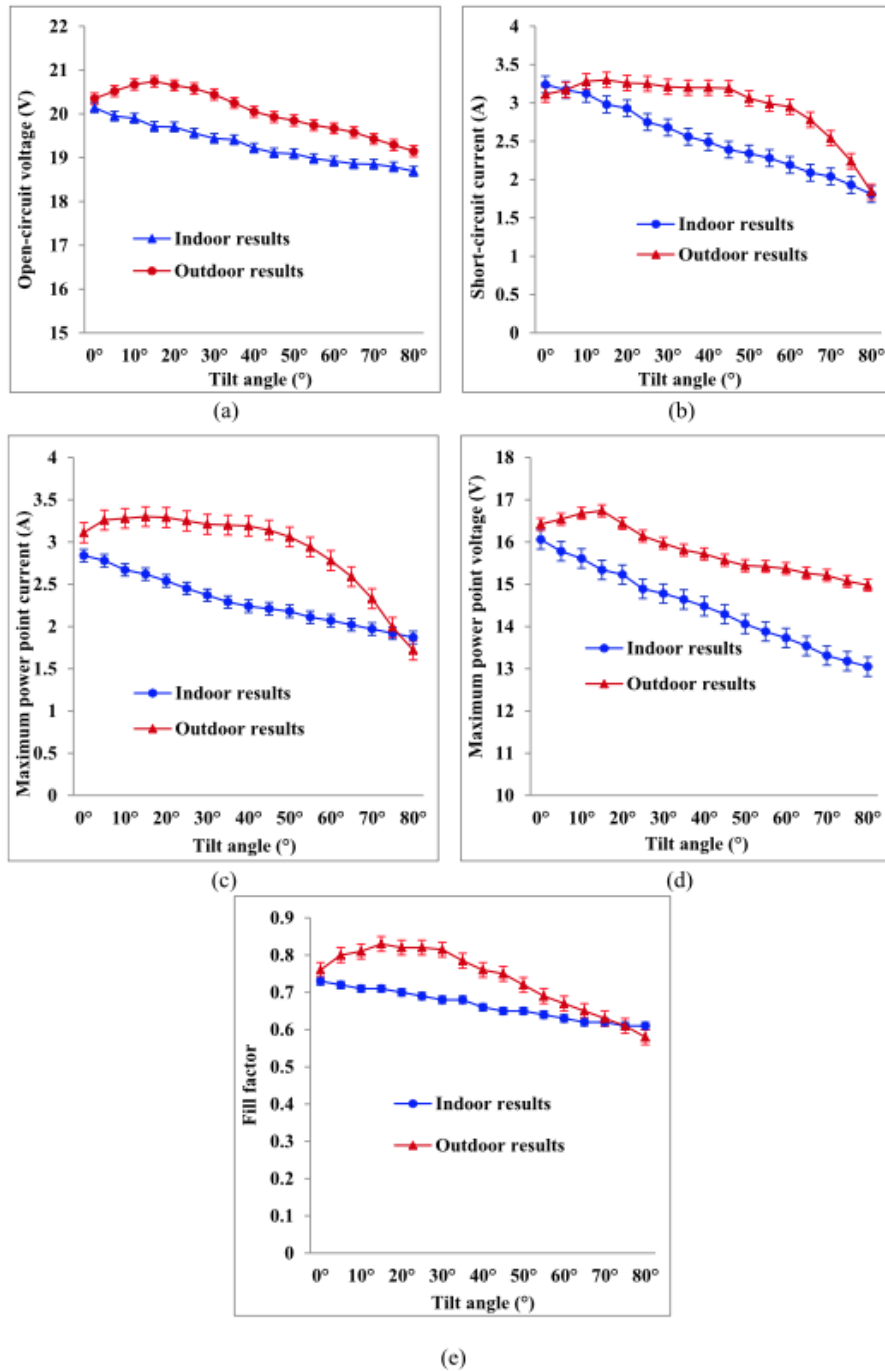 22
21
20
19
18
17
16
15
Open-circuit voltage (V)
Indoor results
Outdoor results
0° 10° 20° 30° 40° 50° 60° 70° 80°
Tilt angle (°)
(a)
4
3.5
3
2.5
2
1.5
1
0.5
0
Short-circuit current (A)
Indoor results
Outdoor results
0° 10° 20° 30° 40° 50° 60° 70° 80°
Tilt angle (°)
(b)
4
3.5
3
2.5
2
1.5
1
0.5
0
Maximum power point current (A)
Indoor results
Outdoor results
0° 10° 20° 30° 40° 50° 60° 70° 80°
Tilt angle (°)
(c)
18
17
16
15
14
13
12
11
10
Maximum power point voltage (V)
Indoor results
Outdoor results
0° 10° 20° 30° 40° 50° 60° 70° 80°
Tilt angle (°)
(d)
0.9
0.8
0.7
0.6
0.5
0.4
0.3
0.2
0.1
0
Fill factor
Indoor results
Outdoor results
0° 10° 20° 30° 40° 50° 60° 70° 80°
Tilt angle (°)
(e)